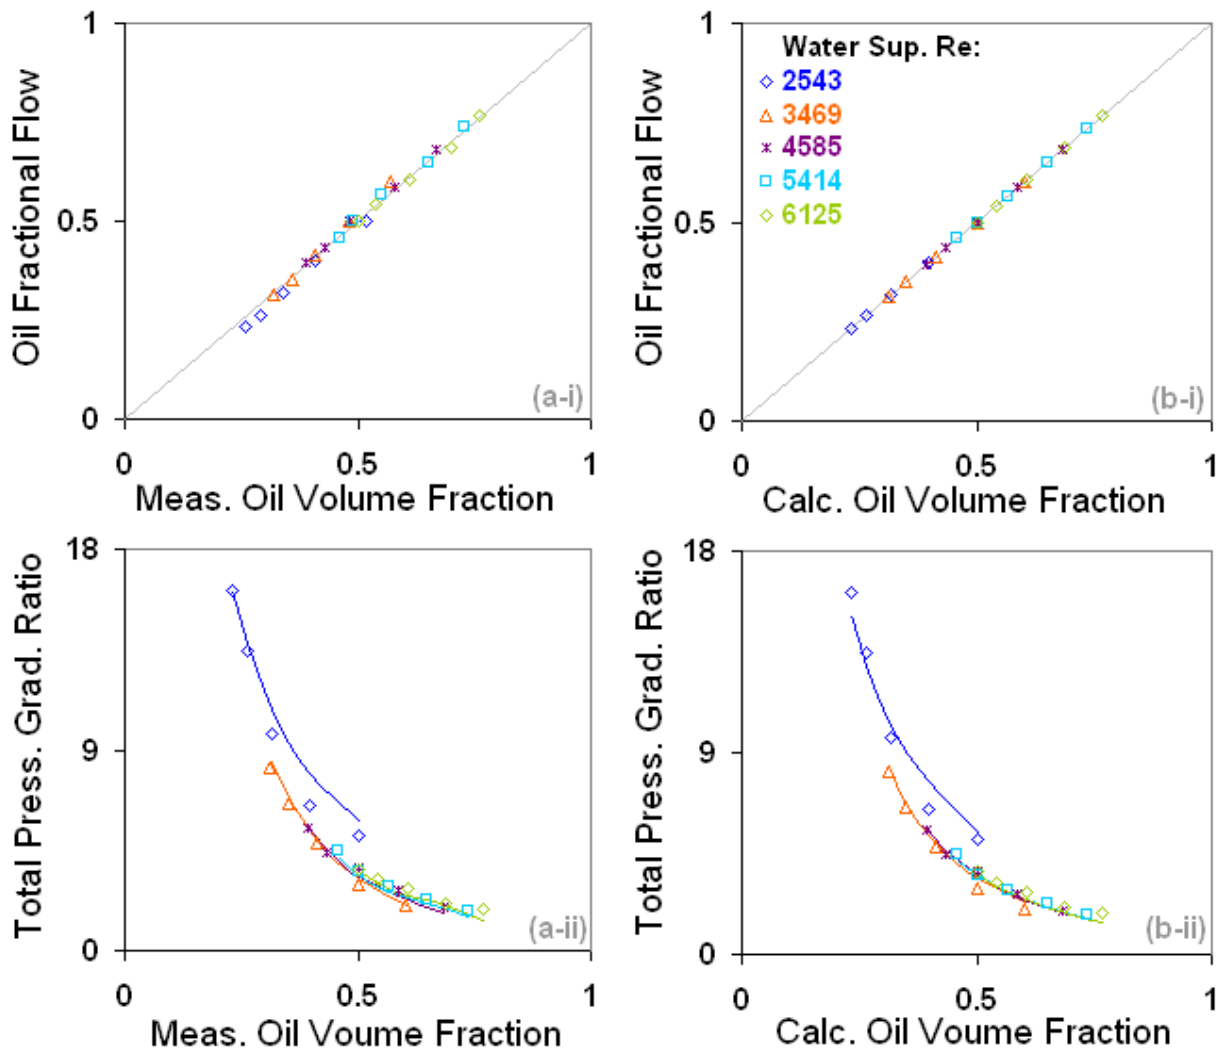 1
0.5
0
Oil Fractional Flow
(a-i)
0
0.5
1
Meas. Oil Volume Fraction
1
0.5
0
Oil Fractional Flow
Water Sup. Re:
2543
3469
4585
5414
6125
(b-i)
0
0.5
1
Calc. Oil Volume Fraction
18
9
0
Total Press. Grad. Ratio
(a-ii)
0
0.5
1
Meas. Oil Voume Fraction
18
9
0
Total Press. Grad. Ratio
(b-ii)
0
0.5
1
Calc. Oil Voume Fraction